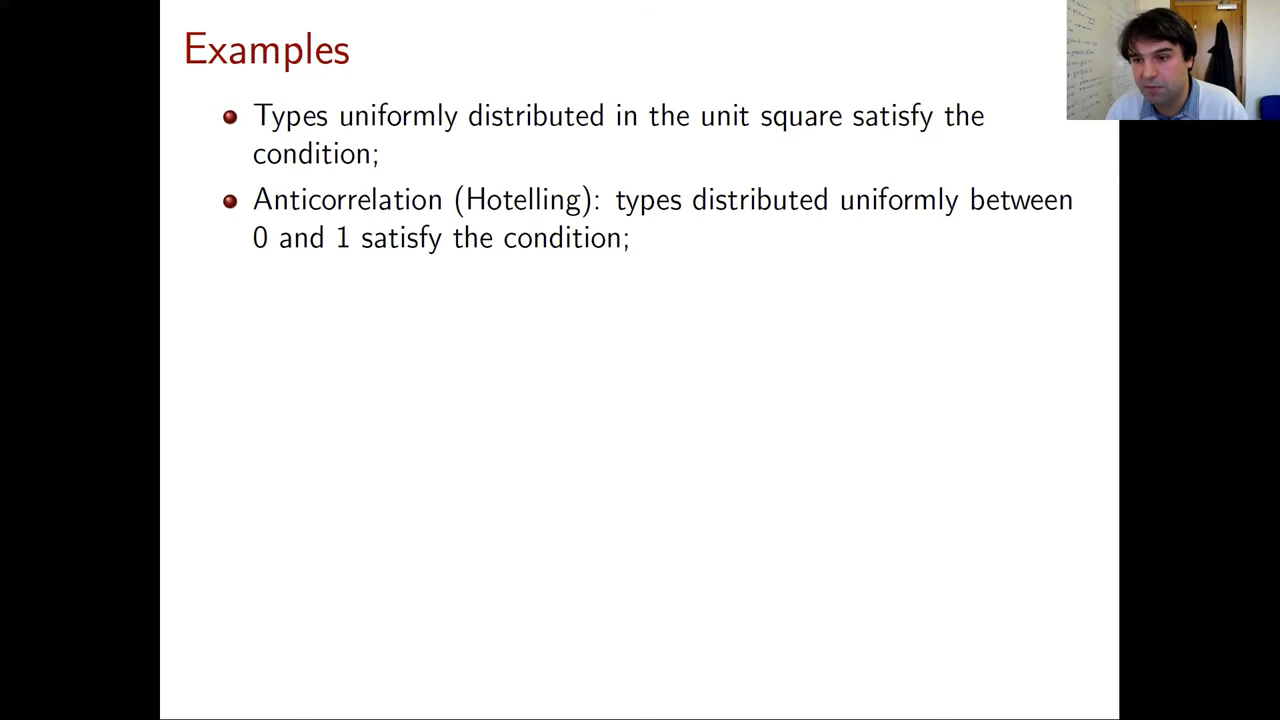 Examples
Types uniformly distributed in the unit square satisfy the
condition;
Anticorrelation (Hotelling): types distributed uniformly between
0 and 1 satisfy the condition;